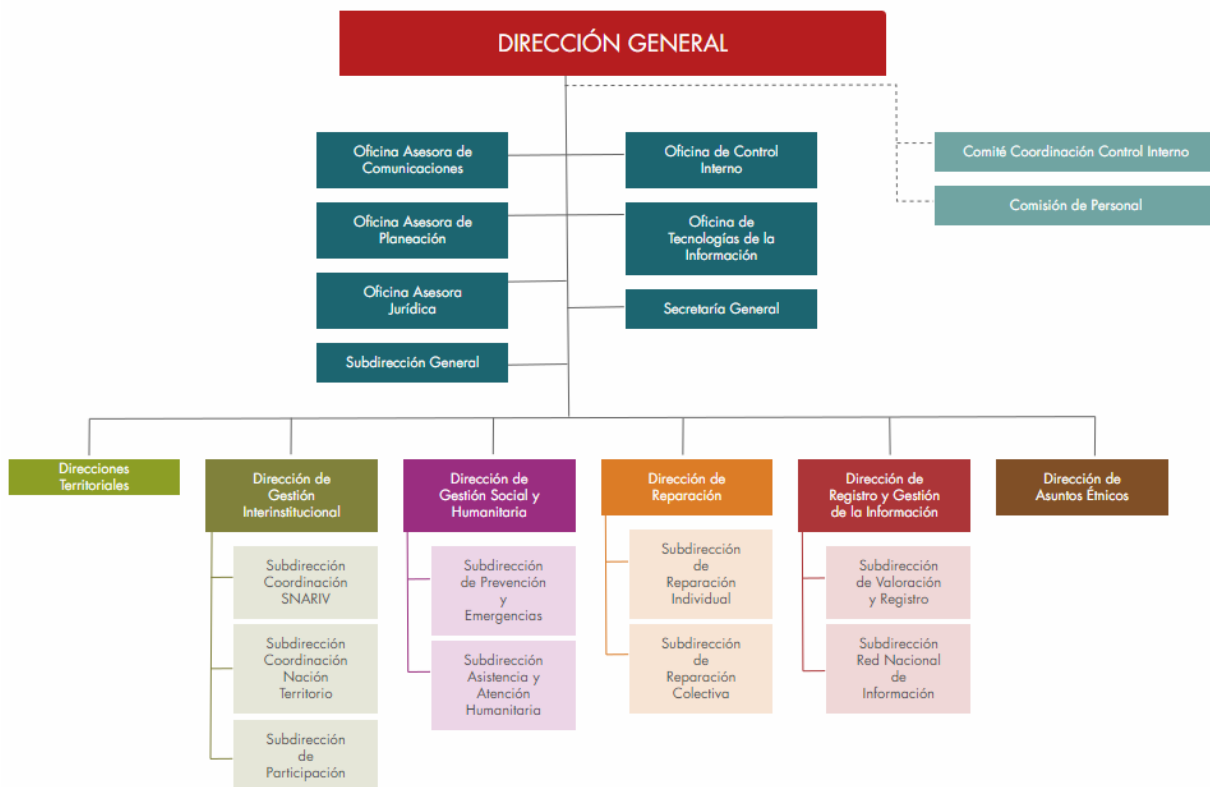 DIRECCIÓN GENERAL
Oficina Asesora de
Comunicaciones
Oficina de Control
Interno
Comité Coordinación Control Interno
Comisión de Personal
Oficina Asesora de
Planeación
Oficina de
Tecnologías de la
Información
Oficina Asesora
Jurídica
Secretaría General
Subdirección General
Direcciones
Territoriales
Dirección de
Gestión
Interinstitucional
Subdirección
Coordinación
SNARIV
Subdirección
Coordinación
Nación
Territorio
Subdirección
de
Participación
Dirección de
Gestión Social y
Humanitaria
Subdirección
de Prevención
y
Emergencias
Subdirección
Asistencia y
Atención
Humanitaria
Dirección de
Reparación
Subdirección
de
Reparación
Individual
Subdirección
de
Reparación
Colectiva
Dirección de
Registro y Gestión
de la Información
Subdirección
de Valoración
y Registro
Subdirección
Red Nacional
de
Información
Dirección de
Asuntos Étnicos